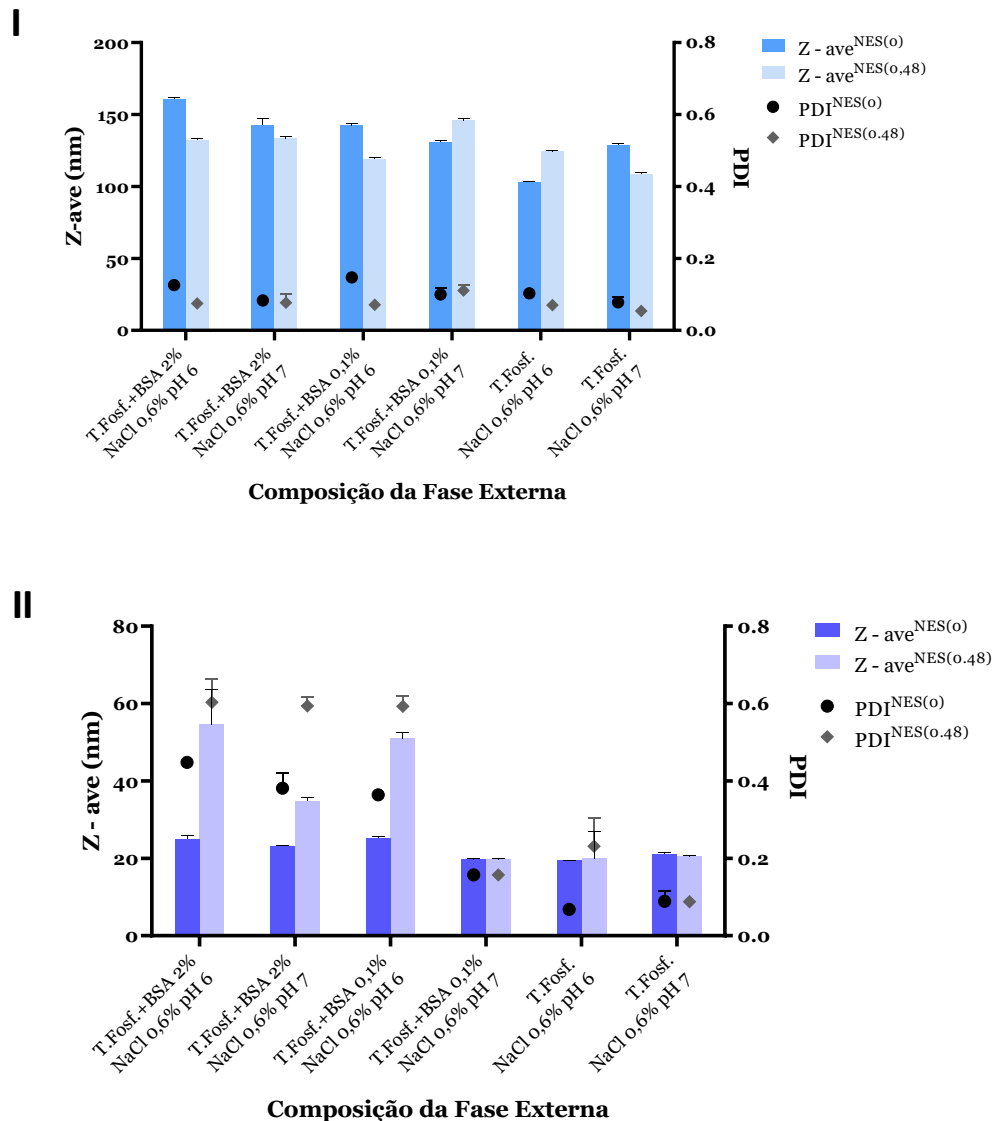 I
200
150
100
50
0
Z-ave (nm)
0.8
0.6
0.4
0.2
0.0
PDI
Z - ave^NES(0)
Z - ave^NES(0,48)
PDI^NES(0)
PDI^NES(0.48)
T.Fosf.+BSA 2%
NaCl 0,6% pH 6
T.Fosf.+BSA 2%
NaCl 0,6% pH 7
T.Fosf.+BSA 0,1%
NaCl 0,6% pH 6
T.Fosf.+BSA 0,1%
NaCl 0,6% pH 7
T.Fosf.
NaCl 0,6% pH 6
T.Fosf.
NaCl 0,6% pH 7
Composição da Fase Externa
II
80
60
40
20
0
Z - ave (nm)
0.8
0.6
0.4
0.2
0.0
PDI
Z - ave^NES(0)
Z - ave^NES(0.48)
PDI^NES(0)
PDI^NES(0.48)
T.Fosf.+BSA 2%
NaCl 0,6% pH 6
T.Fosf.+BSA 2%
NaCl 0,6% pH 7
T.Fosf.+BSA 0,1%
NaCl 0,6% pH 6
T.Fosf.+BSA 0,1%
NaCl 0,6% pH 7
T.Fosf.
NaCl 0,6% pH 6
T.Fosf.
NaCl 0,6% pH 7
Composição da Fase Externa